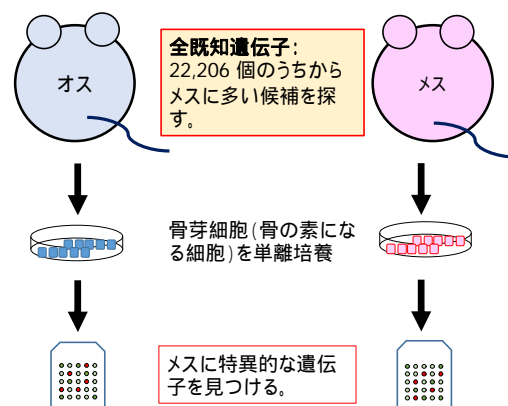 オス
全既知遺伝子:
22,206 個のうちから
メスに多い候補を探
す。
メス
骨芽細胞(骨の素にな
る細胞)を単離培養
メスに特異的な遺伝
子を見つける。